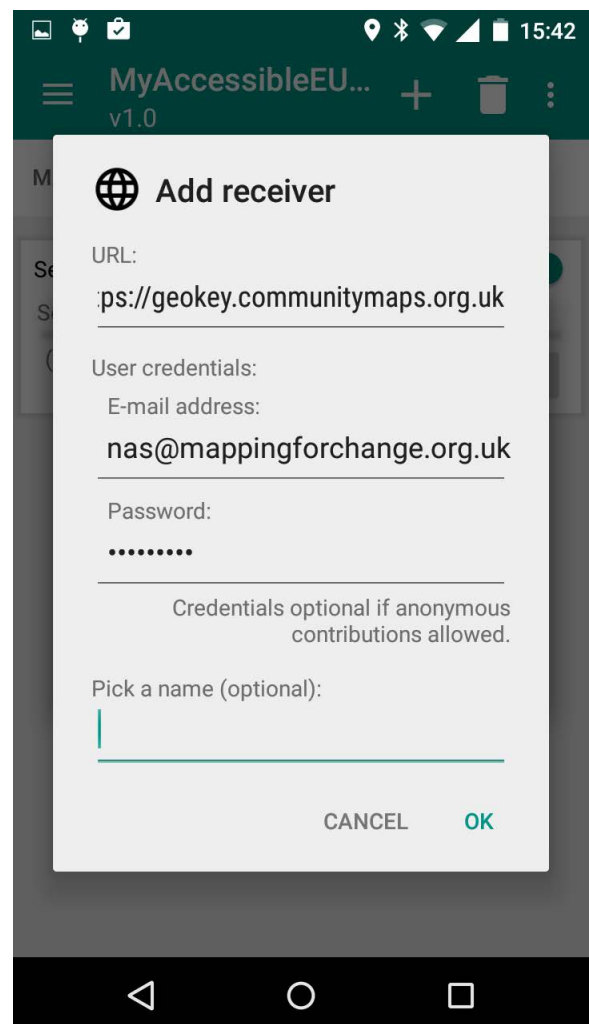 15:42
MyAccessibleEU...
v1.0
M
Add receiver
URL:
:ps://geokey.communitymaps.org.uk
Se
S
(
User credentials:
E-mail address:
nas@mappingforchange.org.uk
Password:
•••••••••
Credentials optional if anonymous
contributions allowed.
Pick a name (optional):
CANCEL OK